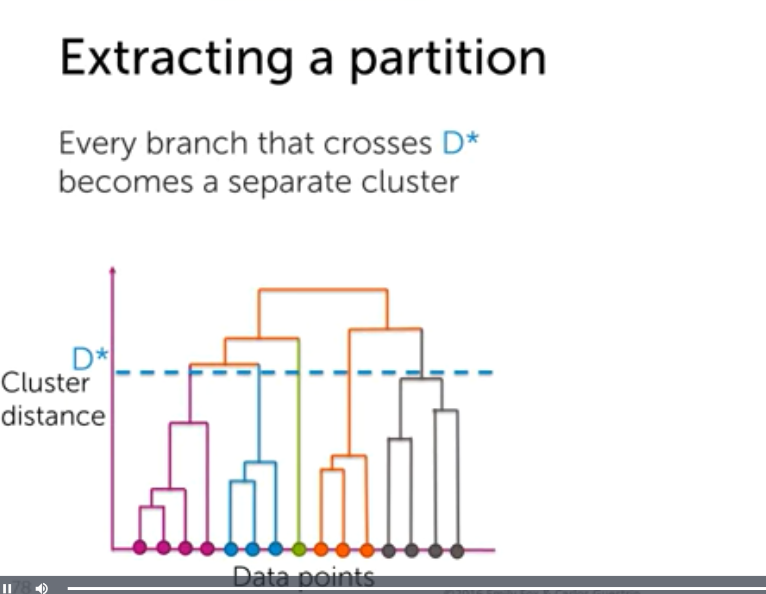 Extracting a partition
Every branch that crosses D*
becomes a separate cluster
D*
Cluster
distance
Data points